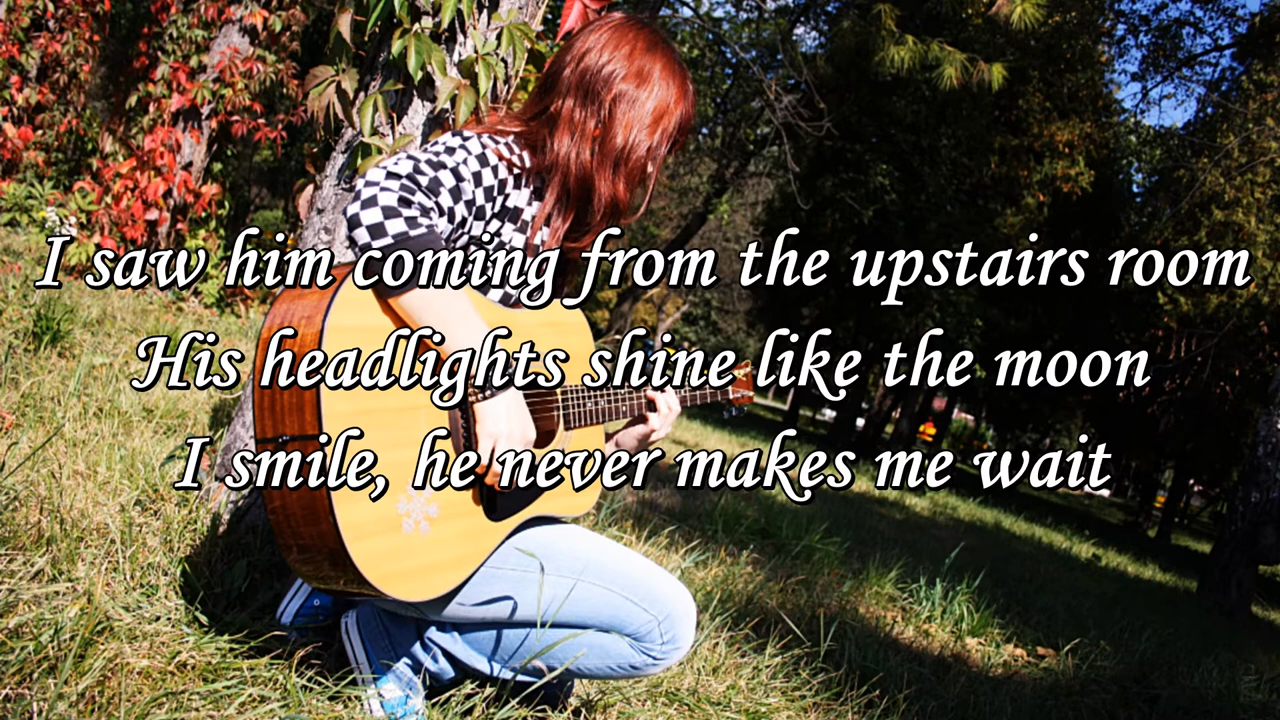 I saw him coming from the upstairs room
His headlights shine like the moon
I smile, he never makes me wait